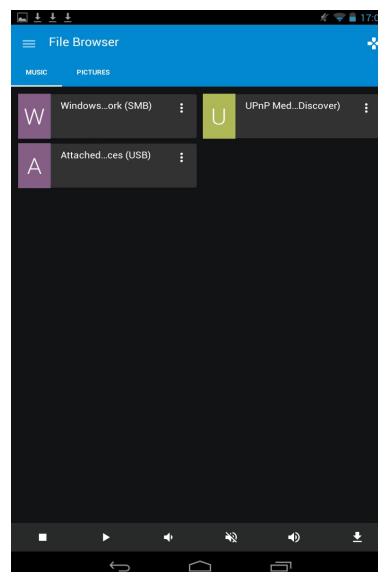 17:0
File Browser
MUSIC PICTURES
W Windows...ork (SMB)
U UPnP Med...Discover)
A Attached...ces (USB)